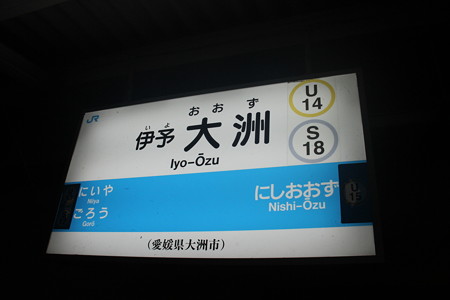 JR
U
14
いよ おおず
伊予 大洲
Iyo-Ōzu
S
18
にいや
Niiya
にしおおず
Nishi-Ōzu
ごろう
Gorō
(愛媛県大洲市)